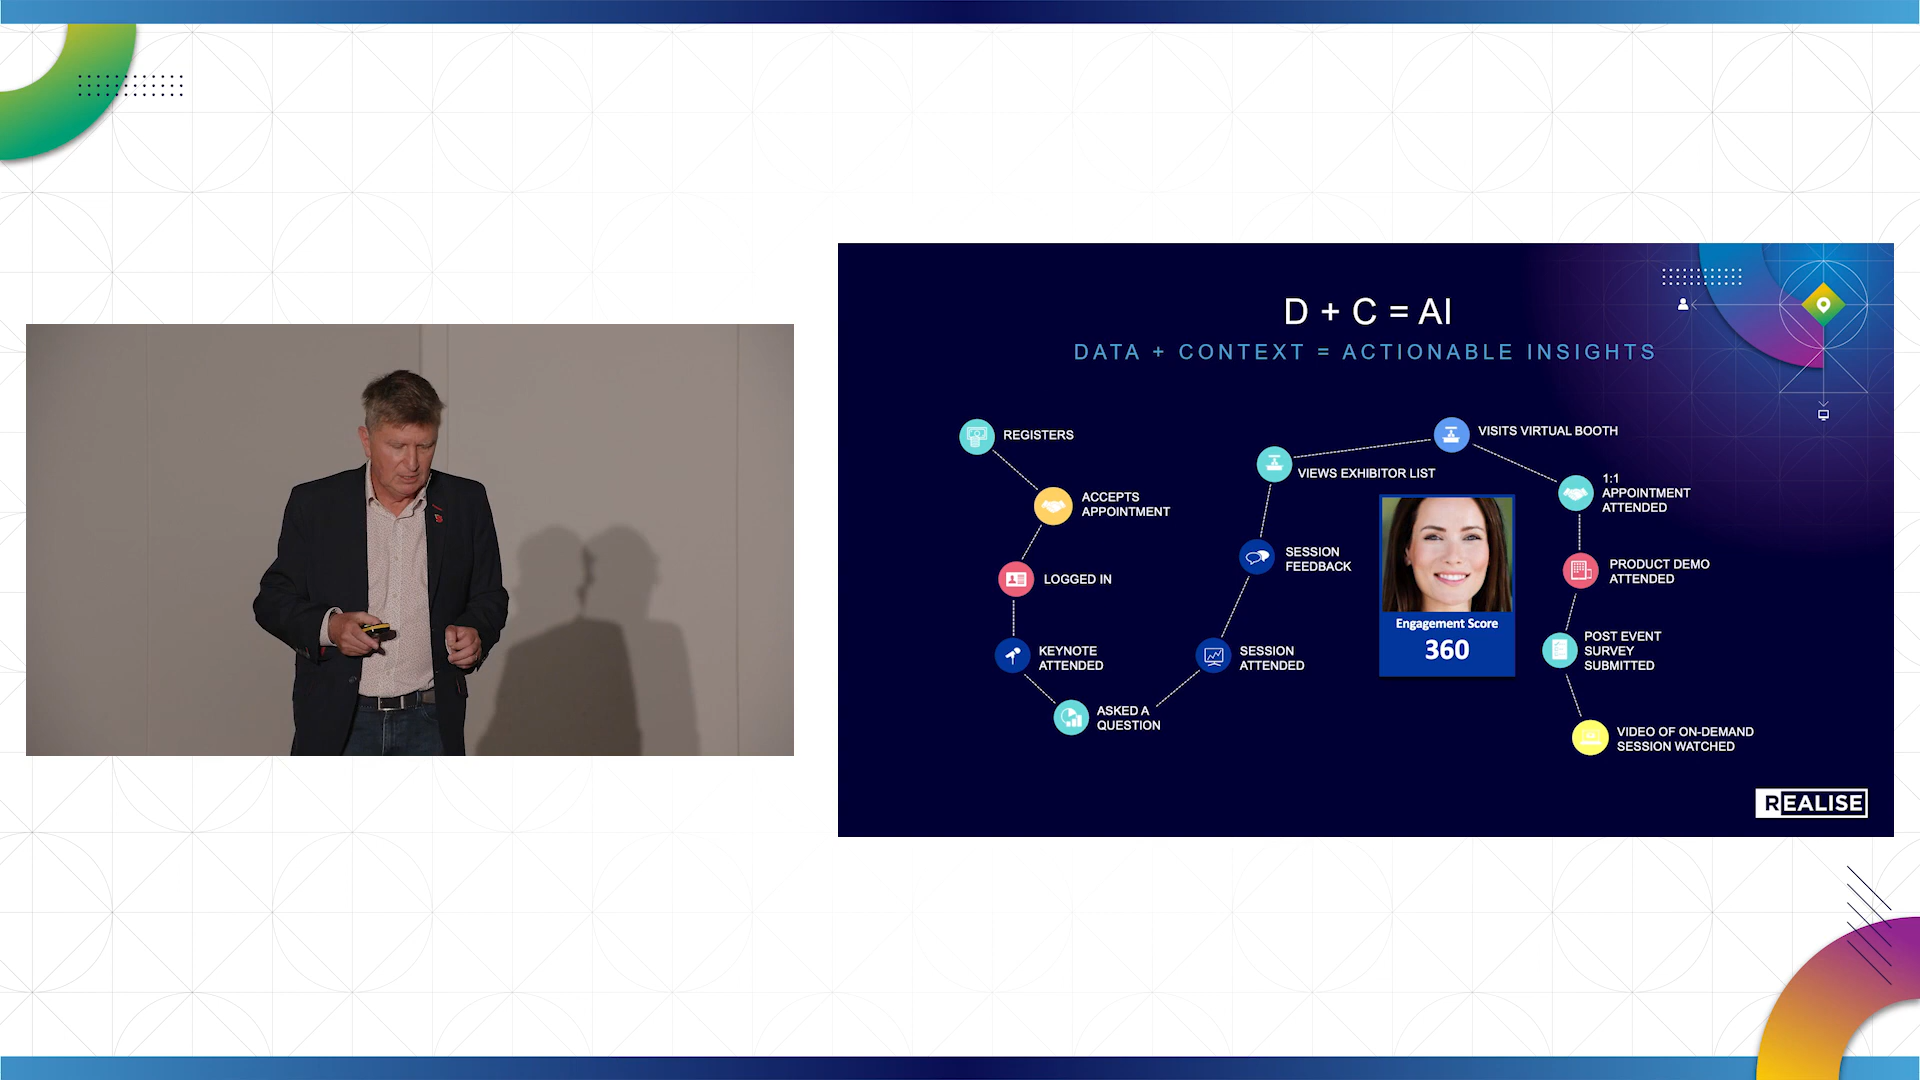 D + C = AI
DATA + CONTEXT = ACTIONABLE INSIGHTS
REGISTERS
ACCEPTS
APPOINTMENT
LOGGED IN
KEYNOTE
ATTENDED
ASKED A
QUESTION
SESSION
ATTENDED
SESSION
FEEDBACK
VIEWS EXHIBITOR LIST
VISITS VIRTUAL BOOTH
1:1
APPOINTMENT
ATTENDED
PRODUCT DEMO
ATTENDED
POST EVENT
SURVEY
SUBMITTED
VIDEO OF ON-DEMAND
SESSION WATCHED
Engagement Score
360
REALISE